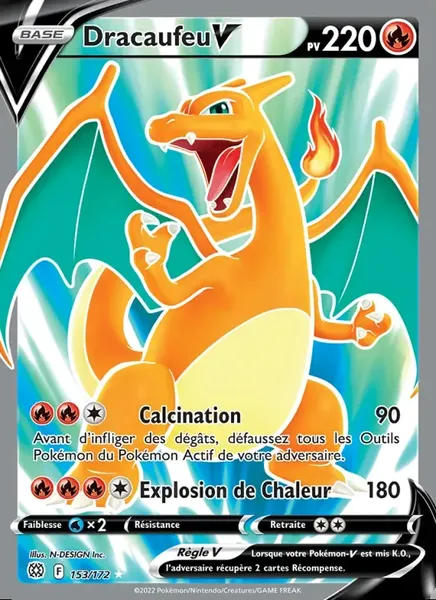 BASE Dracaufeu V PV 220
Calcination 90
Avant d'infliger des dégâts, défaussez tous les Outils
Pokémon du Pokémon Actif de votre adversaire.
Explosion de Chaleur 180
Faiblesse ×2 Résistance Retraite
Illus. N-DESIGN Inc.
Règle V Lorsque votre Pokémon-V est mis K.O.,
l'adversaire récupère 2 cartes Récompense.
F 153/172
©2022 Pokémon/Nintendo/Creatures/GAME FREAK